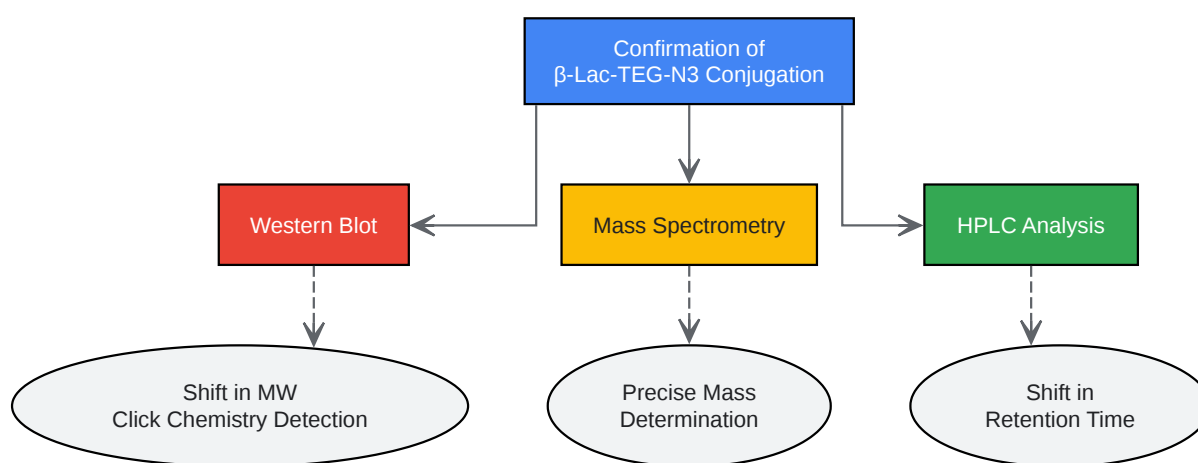 Confirmation of
β-Lac-TEG-N3 Conjugation
Western Blot
Mass Spectrometry
HPLC Analysis
Shift in MW
Click Chemistry Detection
Precise Mass
Determination
Shift in
Retention Time